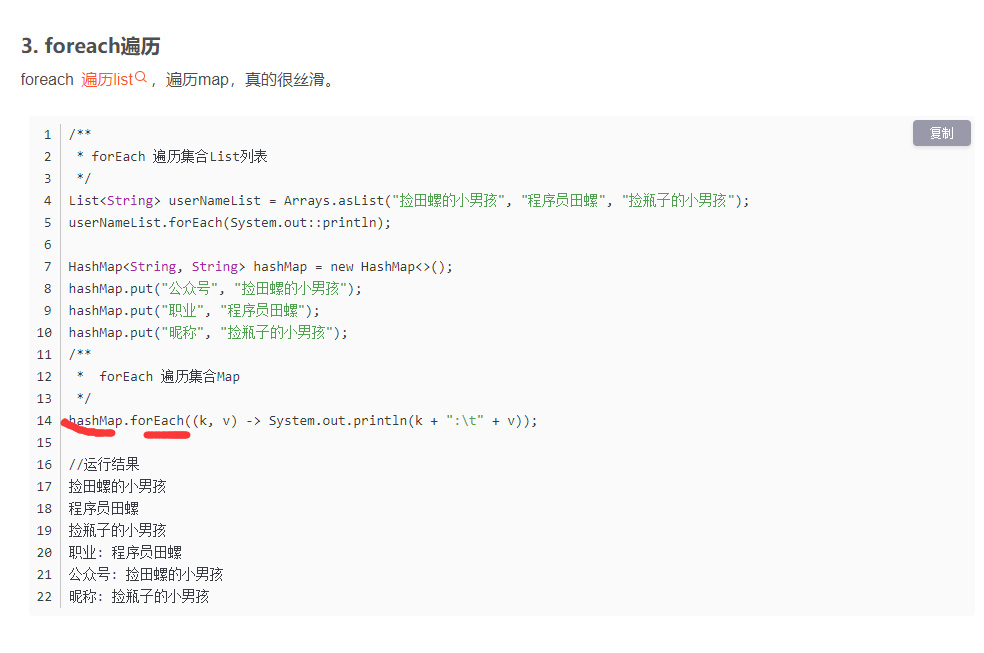 3. foreach遍历
foreach 遍历list，遍历map，真的很丝滑。
复制
1 /**
2  * forEach 遍历集合List列表
3  */
4 List<String> userNameList = Arrays.asList("捡田螺的小男孩", "程序员田螺", "捡瓶子的小男孩");
5 userNameList.forEach(System.out::println);
6
7 HashMap<String, String> hashMap = new HashMap<>();
8 hashMap.put("公众号", "捡田螺的小男孩");
9 hashMap.put("职业", "程序员田螺");
10 hashMap.put("昵称", "捡瓶子的小男孩");
11 /**
12  *  forEach 遍历集合Map
13  */
14 hashMap.forEach((k, v) -> System.out.println(k + ":\t" + v));
15
16 //运行结果
17 捡田螺的小男孩
18 程序员田螺
19 捡瓶子的小男孩
20 职业: 程序员田螺
21 公众号: 捡田螺的小男孩
22 昵称: 捡瓶子的小男孩